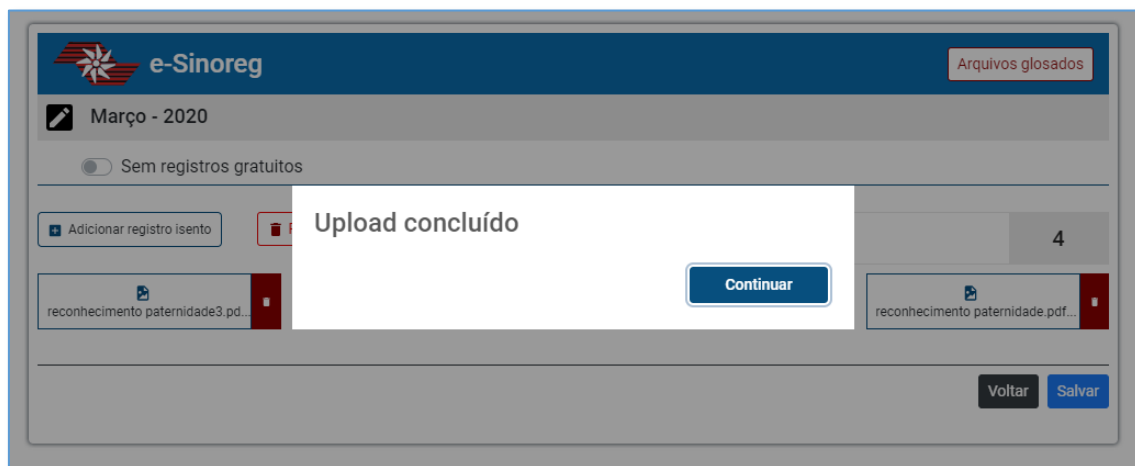 e-Sinoreg
Arquivos glosados
Março - 2020
Sem registros gratuitos
Upload concluído
Adicionar registro isento
4
Continuar
reconhecimento paternidade3.pd...
reconhecimento paternidade.pdf...
Voltar
Salvar